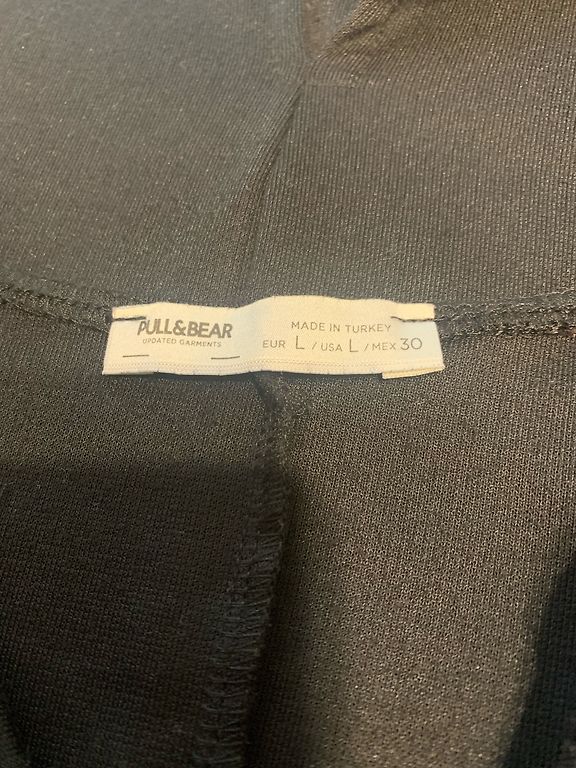 PULL&BEAR
UPDATED GARMENTS
MADE IN TURKEY
EUR L / USA L / MEX 30